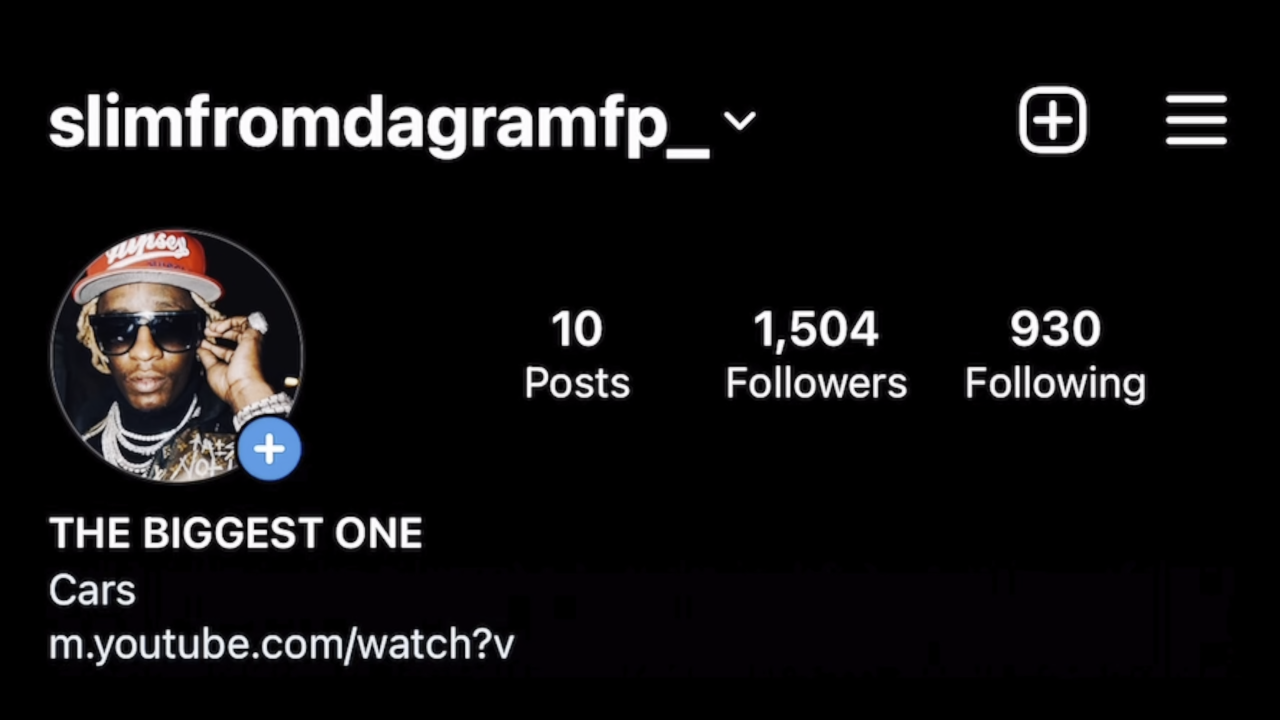 slimfromdagramfp_
10 1,504 930
Posts Followers Following
THE BIGGEST ONE
Cars
m.youtube.com/watch?v